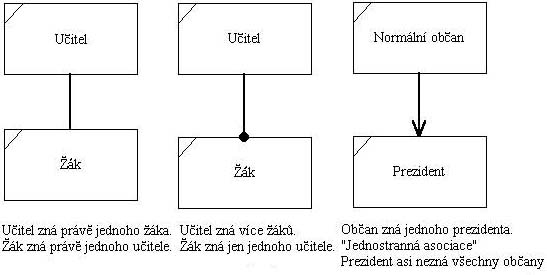 Učitel
Žák
Učitel zná právě jednoho žáka.
Žák zná právě jednoho učitele.
Učitel
Žák
Učitel zná více žáků.
Žák zná jen jednoho učitele.
Normální občan
Prezident
Občan zná jednoho prezidenta.
"Jednostranná asociace"
Prezident asi nezná všechny občany